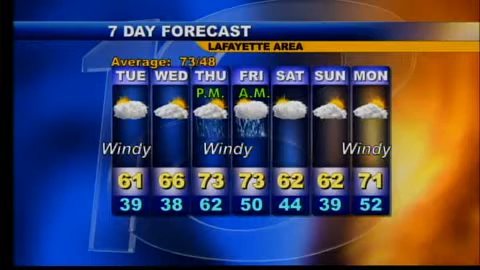 7 DAY FORECAST
LAFAYETTE AREA
Average: 73/48
TUE WED THU FRI SAT SUN MON
P.M. A.M.
Windy Windy Windy
61 66 73 73 62 62 71
39 38 62 50 44 39 52